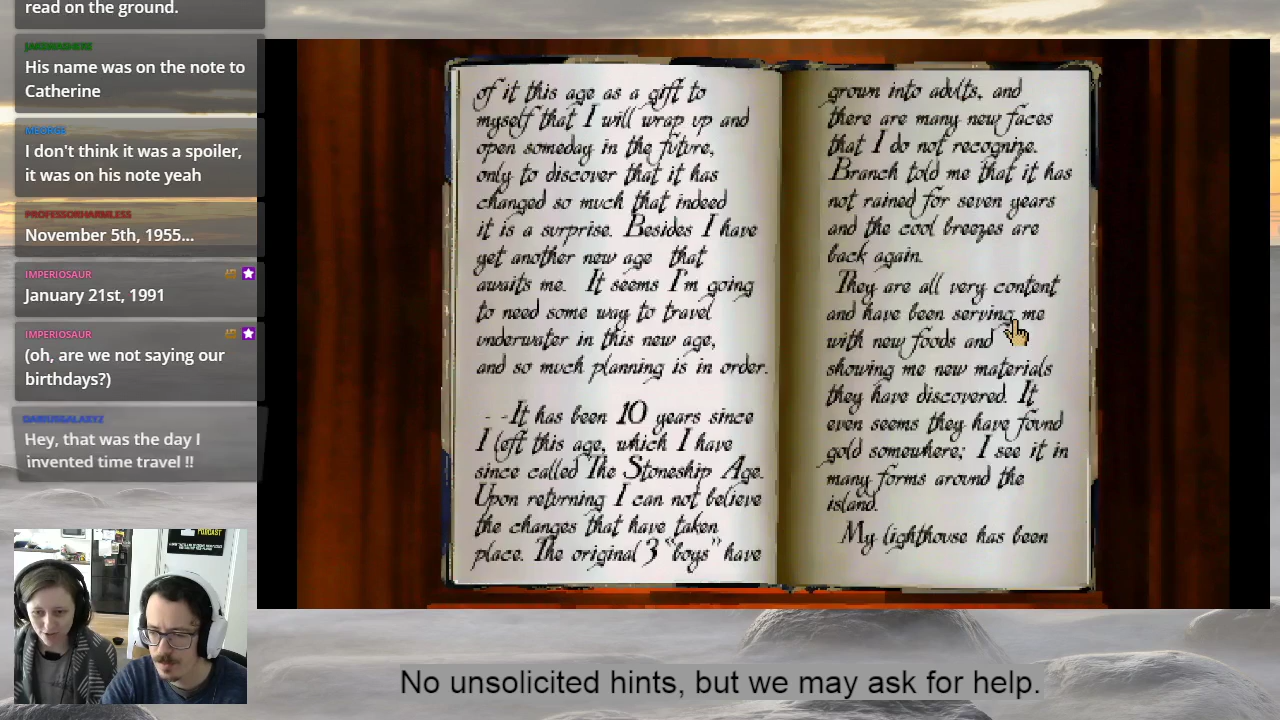 read on the ground.
JAKEWASHERE
His name was on the note to
Catherine
MEORGE
I don't think it was a spoiler,
it was on his note yeah
PROFESSORHARMLESS
November 5th, 1955...
IMPERIOSAUR
January 21st, 1991
IMPERIOSAUR
(oh, are we not saying our
birthdays?)
Hey, that was the day I
invented time travel !!
PODCAST
of it this age as a gift to
myself that I will wrap up and
open someday in the future,
only to discover that it has
changed so much that indeed
it is a surprise. Besides I have
yet another new age that
awaits me. It seems I'm going
to need some way to travel
underwater in this new age,
and so much planning is in order.
--It has been 10 years since
I left this age, which I have
since called The Stoneship Age.
Upon returning I can not believe
the changes that have taken
place. The original 3 "boys" have
grown into adults, and
there are many new faces
that I do not recognize.
Branch told me that it has
not rained for seven years
and the cool breezes are
back again.
They are all very content
and have been serving me
with new foods and
showing me new materials
they have discovered. It
even seems they have found
gold somewhere; I see it in
many forms around the
island.
My lighthouse has been
No unsolicited hints, but we may ask for help.